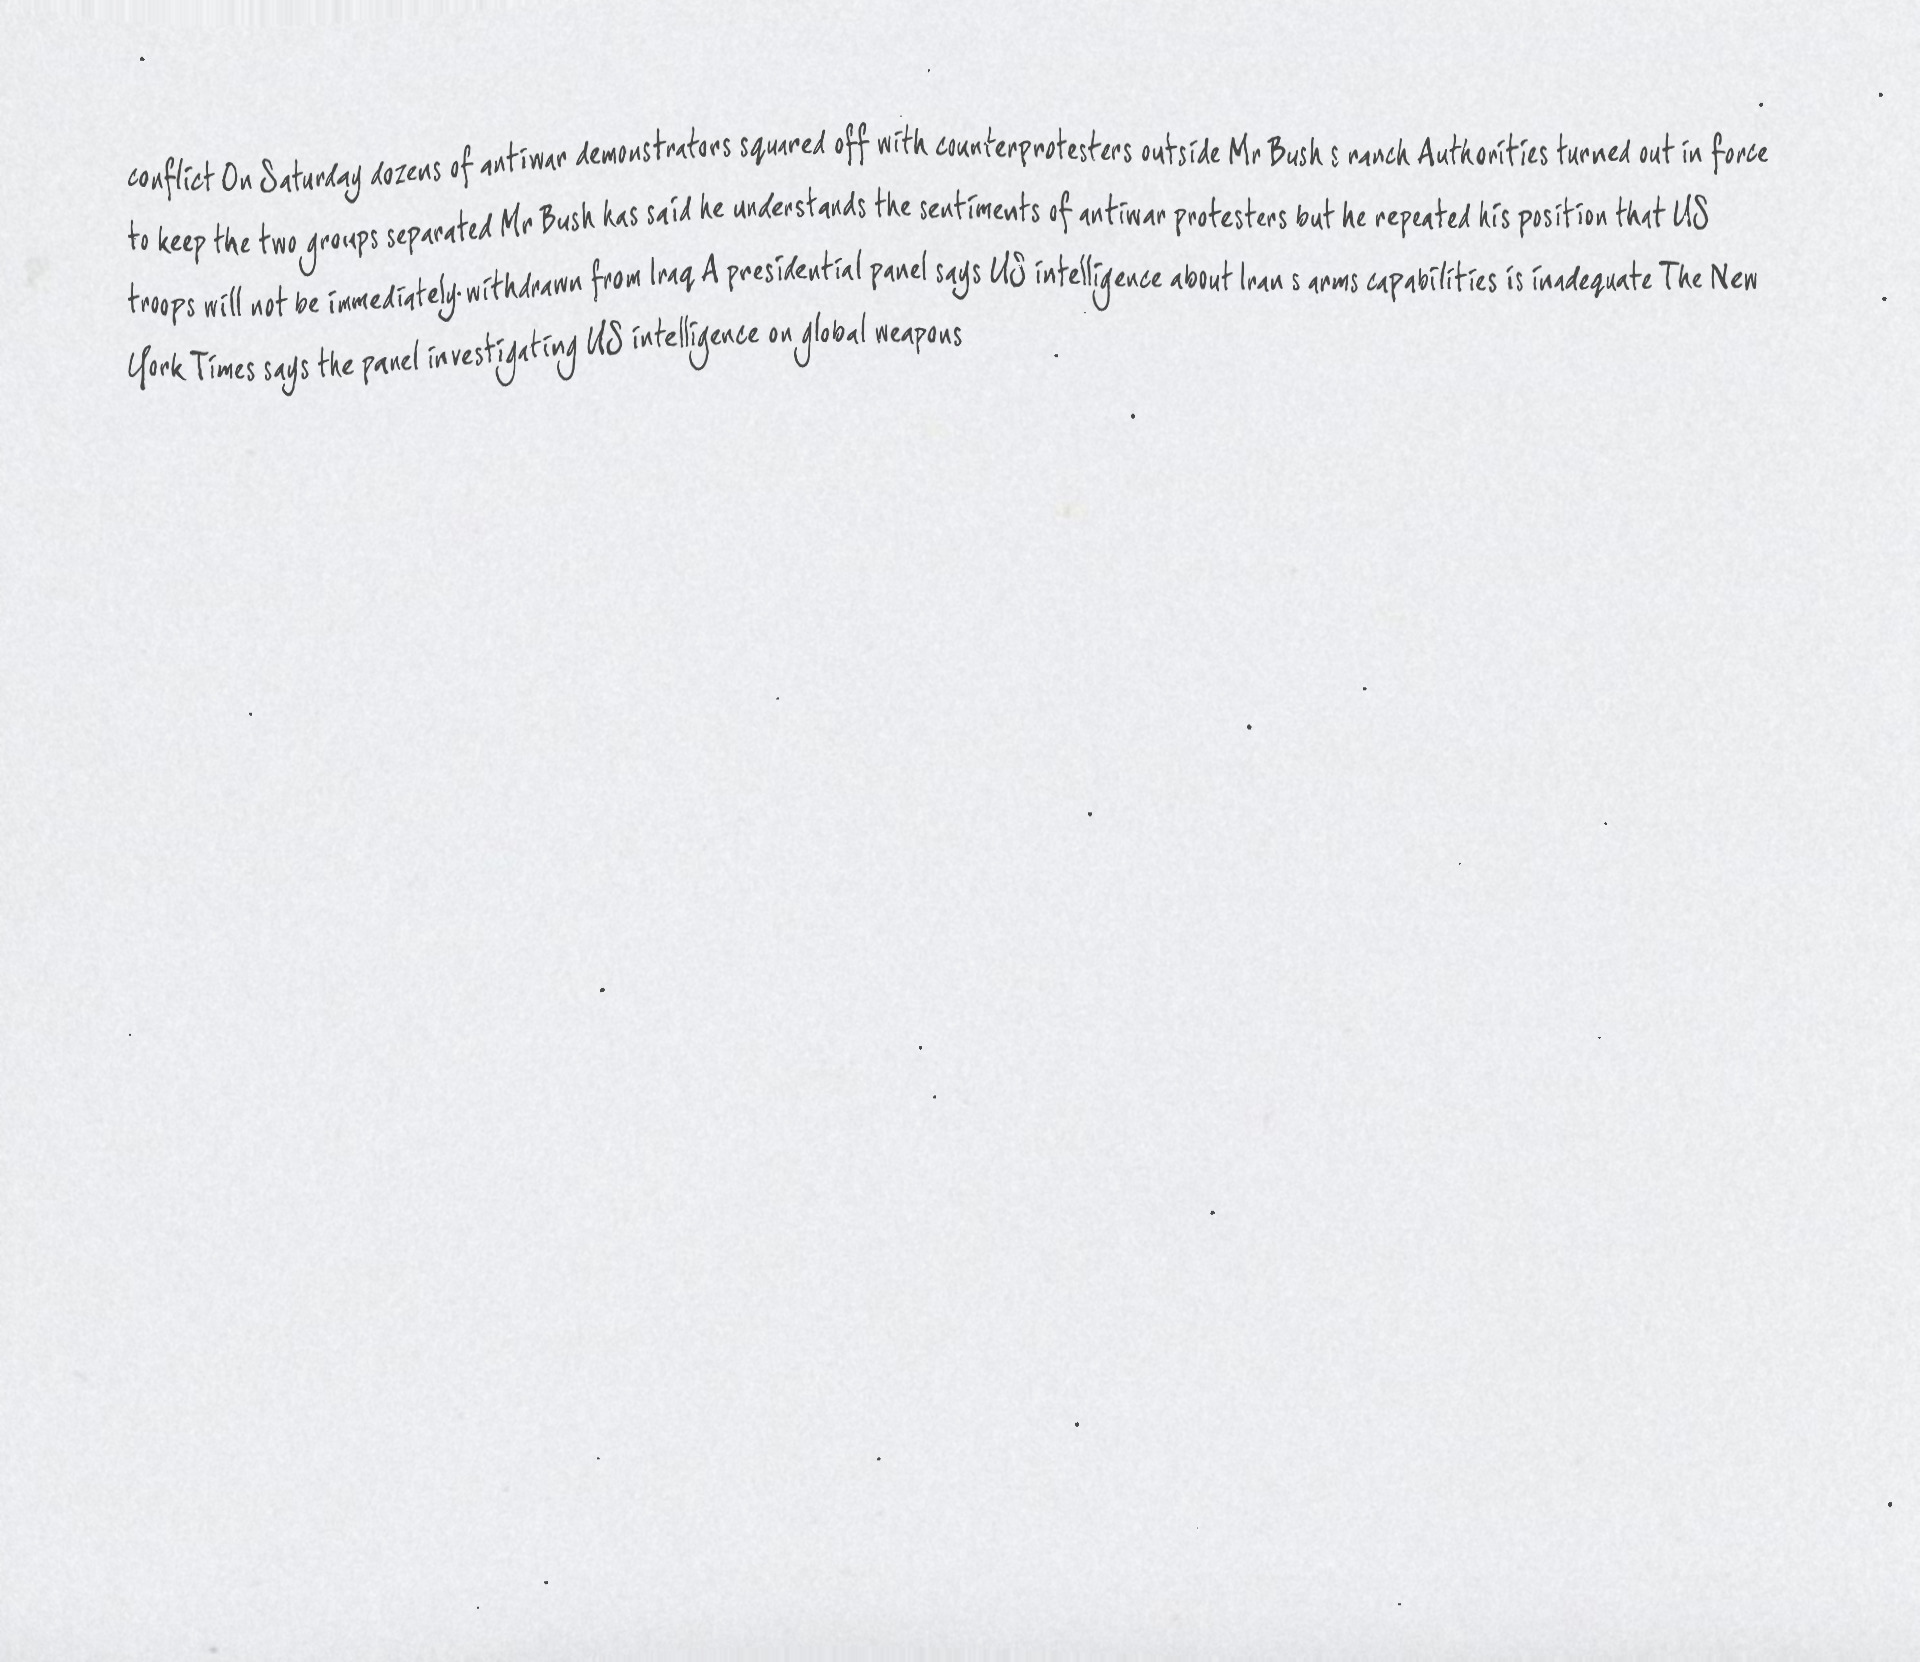 conflict On Saturday dozens of antiwar demonstrators squared off with counterprotesters outside Mr Bush s ranch Authorities turned out in force
to keep the two groups separated Mr Bush has said he understands the sentiments of antiwar protesters but he repeated his position that US
troops will not be immediately withdrawn from Iraq A presidential panel says US intelligence about Iran s arms capabilities is inadequate The New
York Times says the panel investigating US intelligence on global weapons